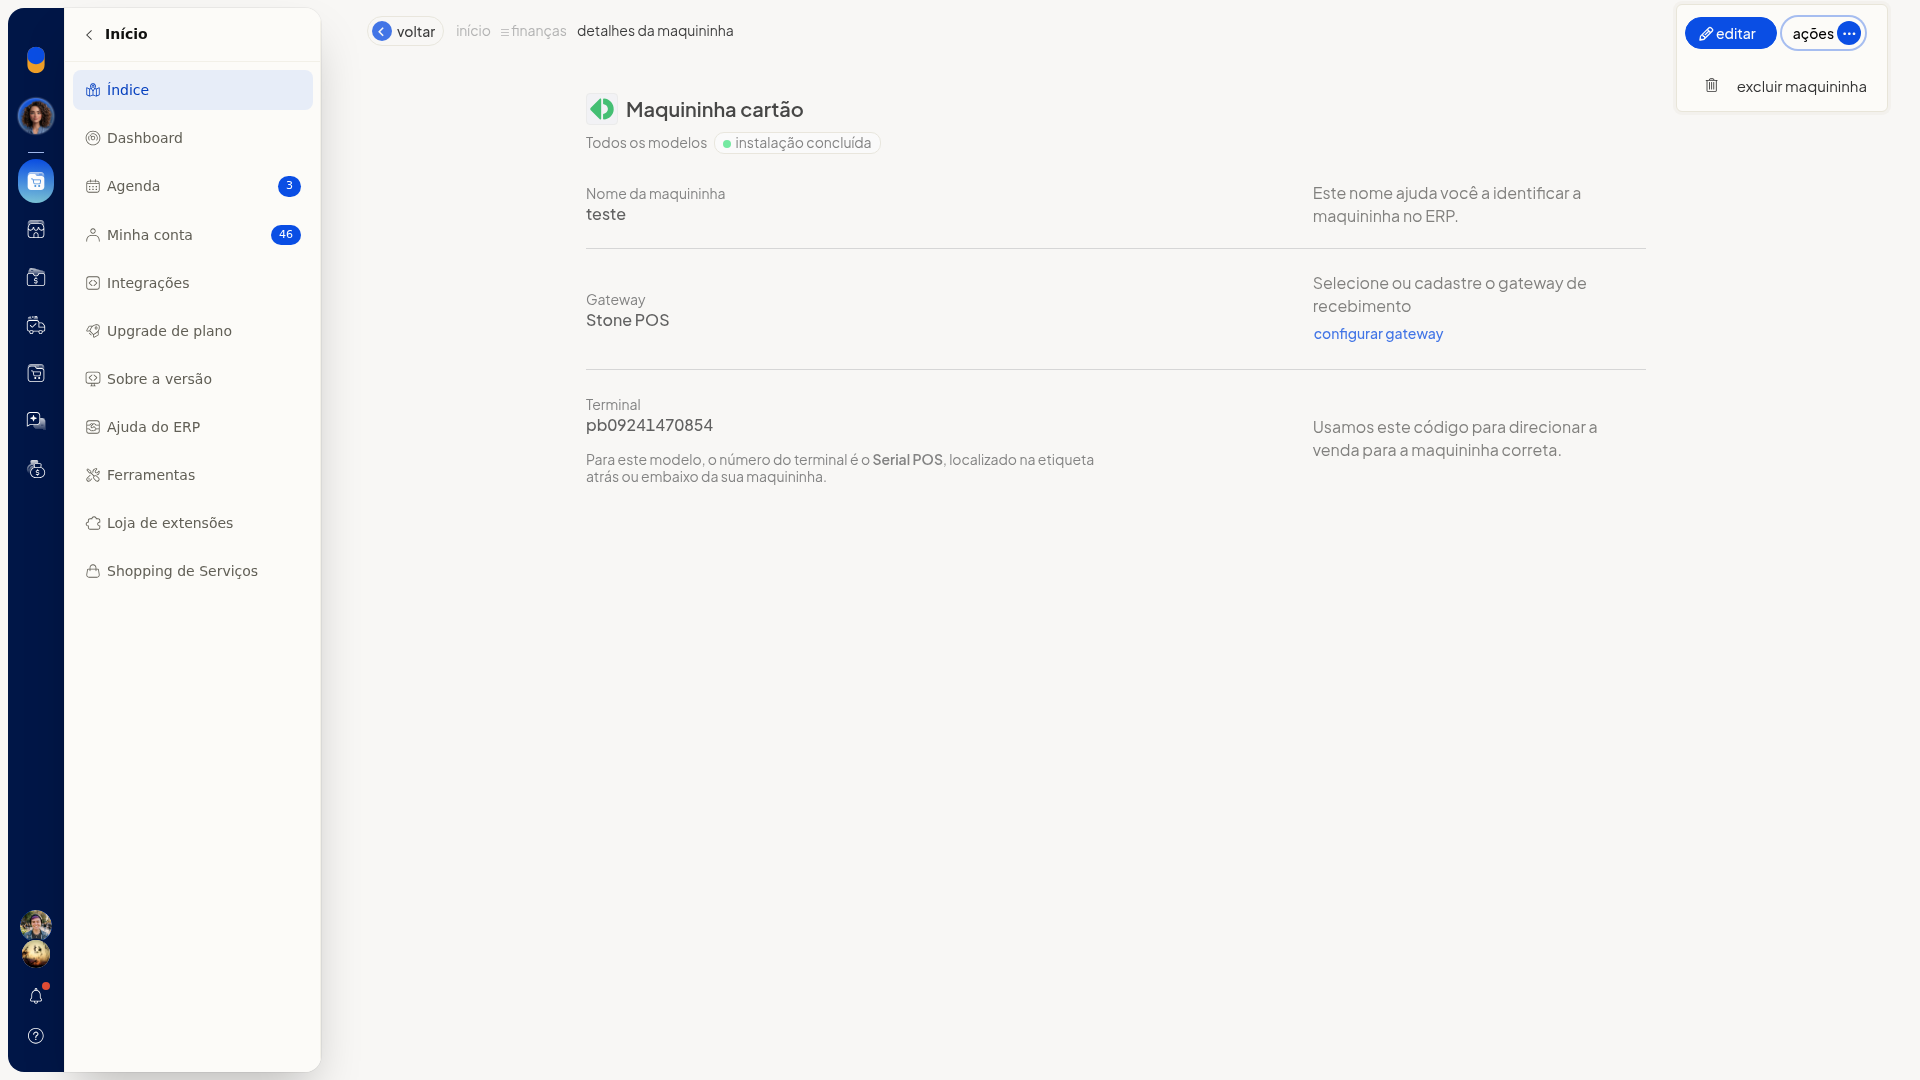 Início
Índice
Dashboard
Agenda
3
Minha conta
46
Integrações
Upgrade de plano
Sobre a versão
Ajuda do ERP
Ferramentas
Loja de extensões
Shopping de Serviços
voltar
início
finanças
detalhes da maquininha
editar
ações
excluir maquininha
Maquininha cartão
Todos os modelos
instalação concluída
Nome da maquininha
teste
Este nome ajuda você a identificar a
maquininha no ERP.
Gateway
Stone POS
Selecione ou cadastre o gateway de
recebimento
configurar gateway
Terminal
pb09241470854
Para este modelo, o número do terminal é o Serial POS, localizado na etiqueta
atrás ou embaixo da sua maquininha.
Usamos este código para direcionar a
venda para a maquininha correta.